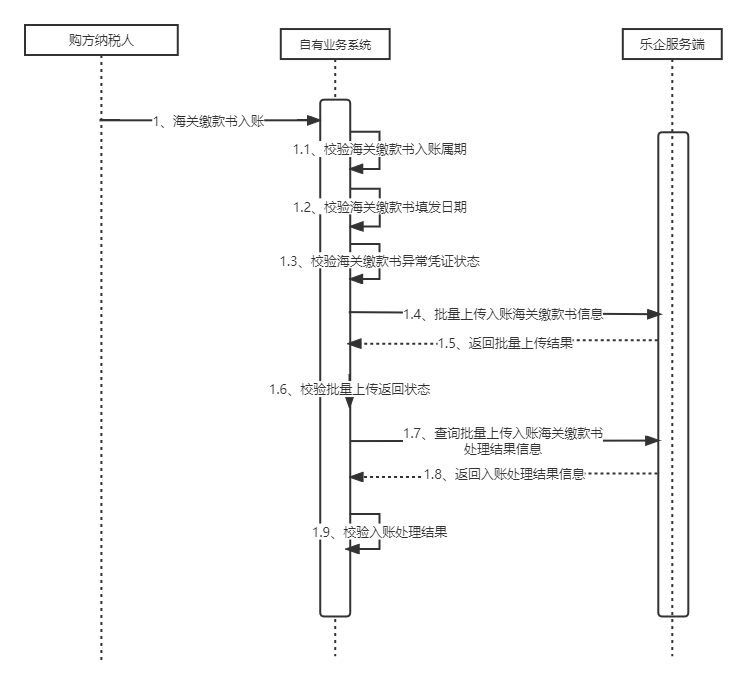 购方纳税人
自有业务系统
乐企服务端
1、海关缴款书入账
1.1、校验海关缴款书入账属期
1.2、校验海关缴款书填发日期
1.3、校验海关缴款书异常凭证状态
1.4、批量上传入账海关缴款书信息
1.5、返回批量上传结果
1.6、校验批量上传返回状态
1.7、查询批量上传入账海关缴款书
处理结果信息
1.8、返回入账处理结果信息
1.9、校验入账处理结果